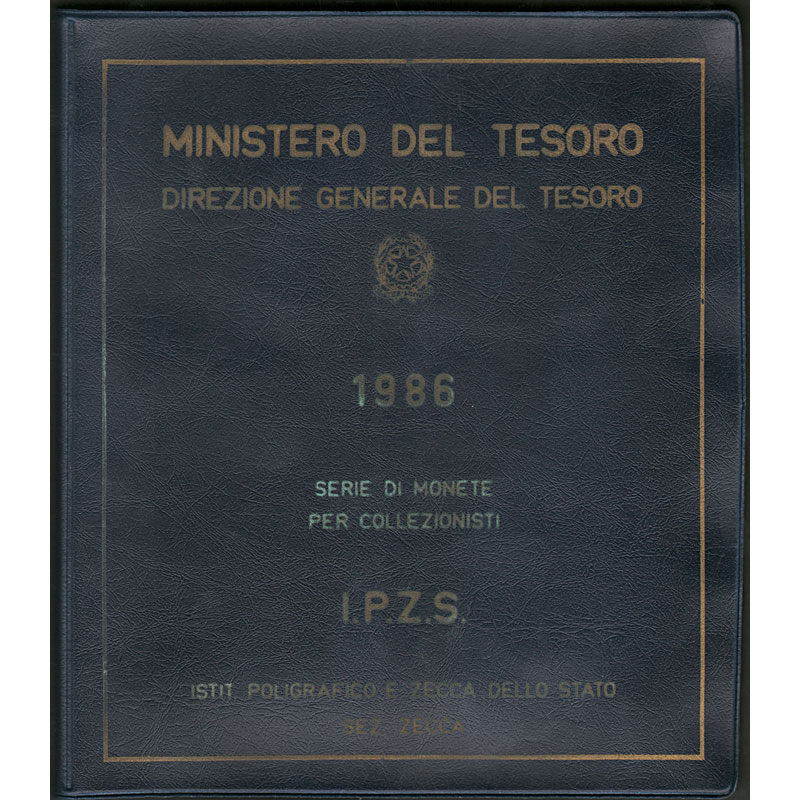 MINISTERO DEL TESORO
DIREZIONE GENERALE DEL TESORO
1986
SERIE DI MONETE
PER COLLEZIONISTI
I.P.Z.S.
ISTIT. POLIGRAFICO E ZECCA DELLO STATO
SEZ. ZECCA